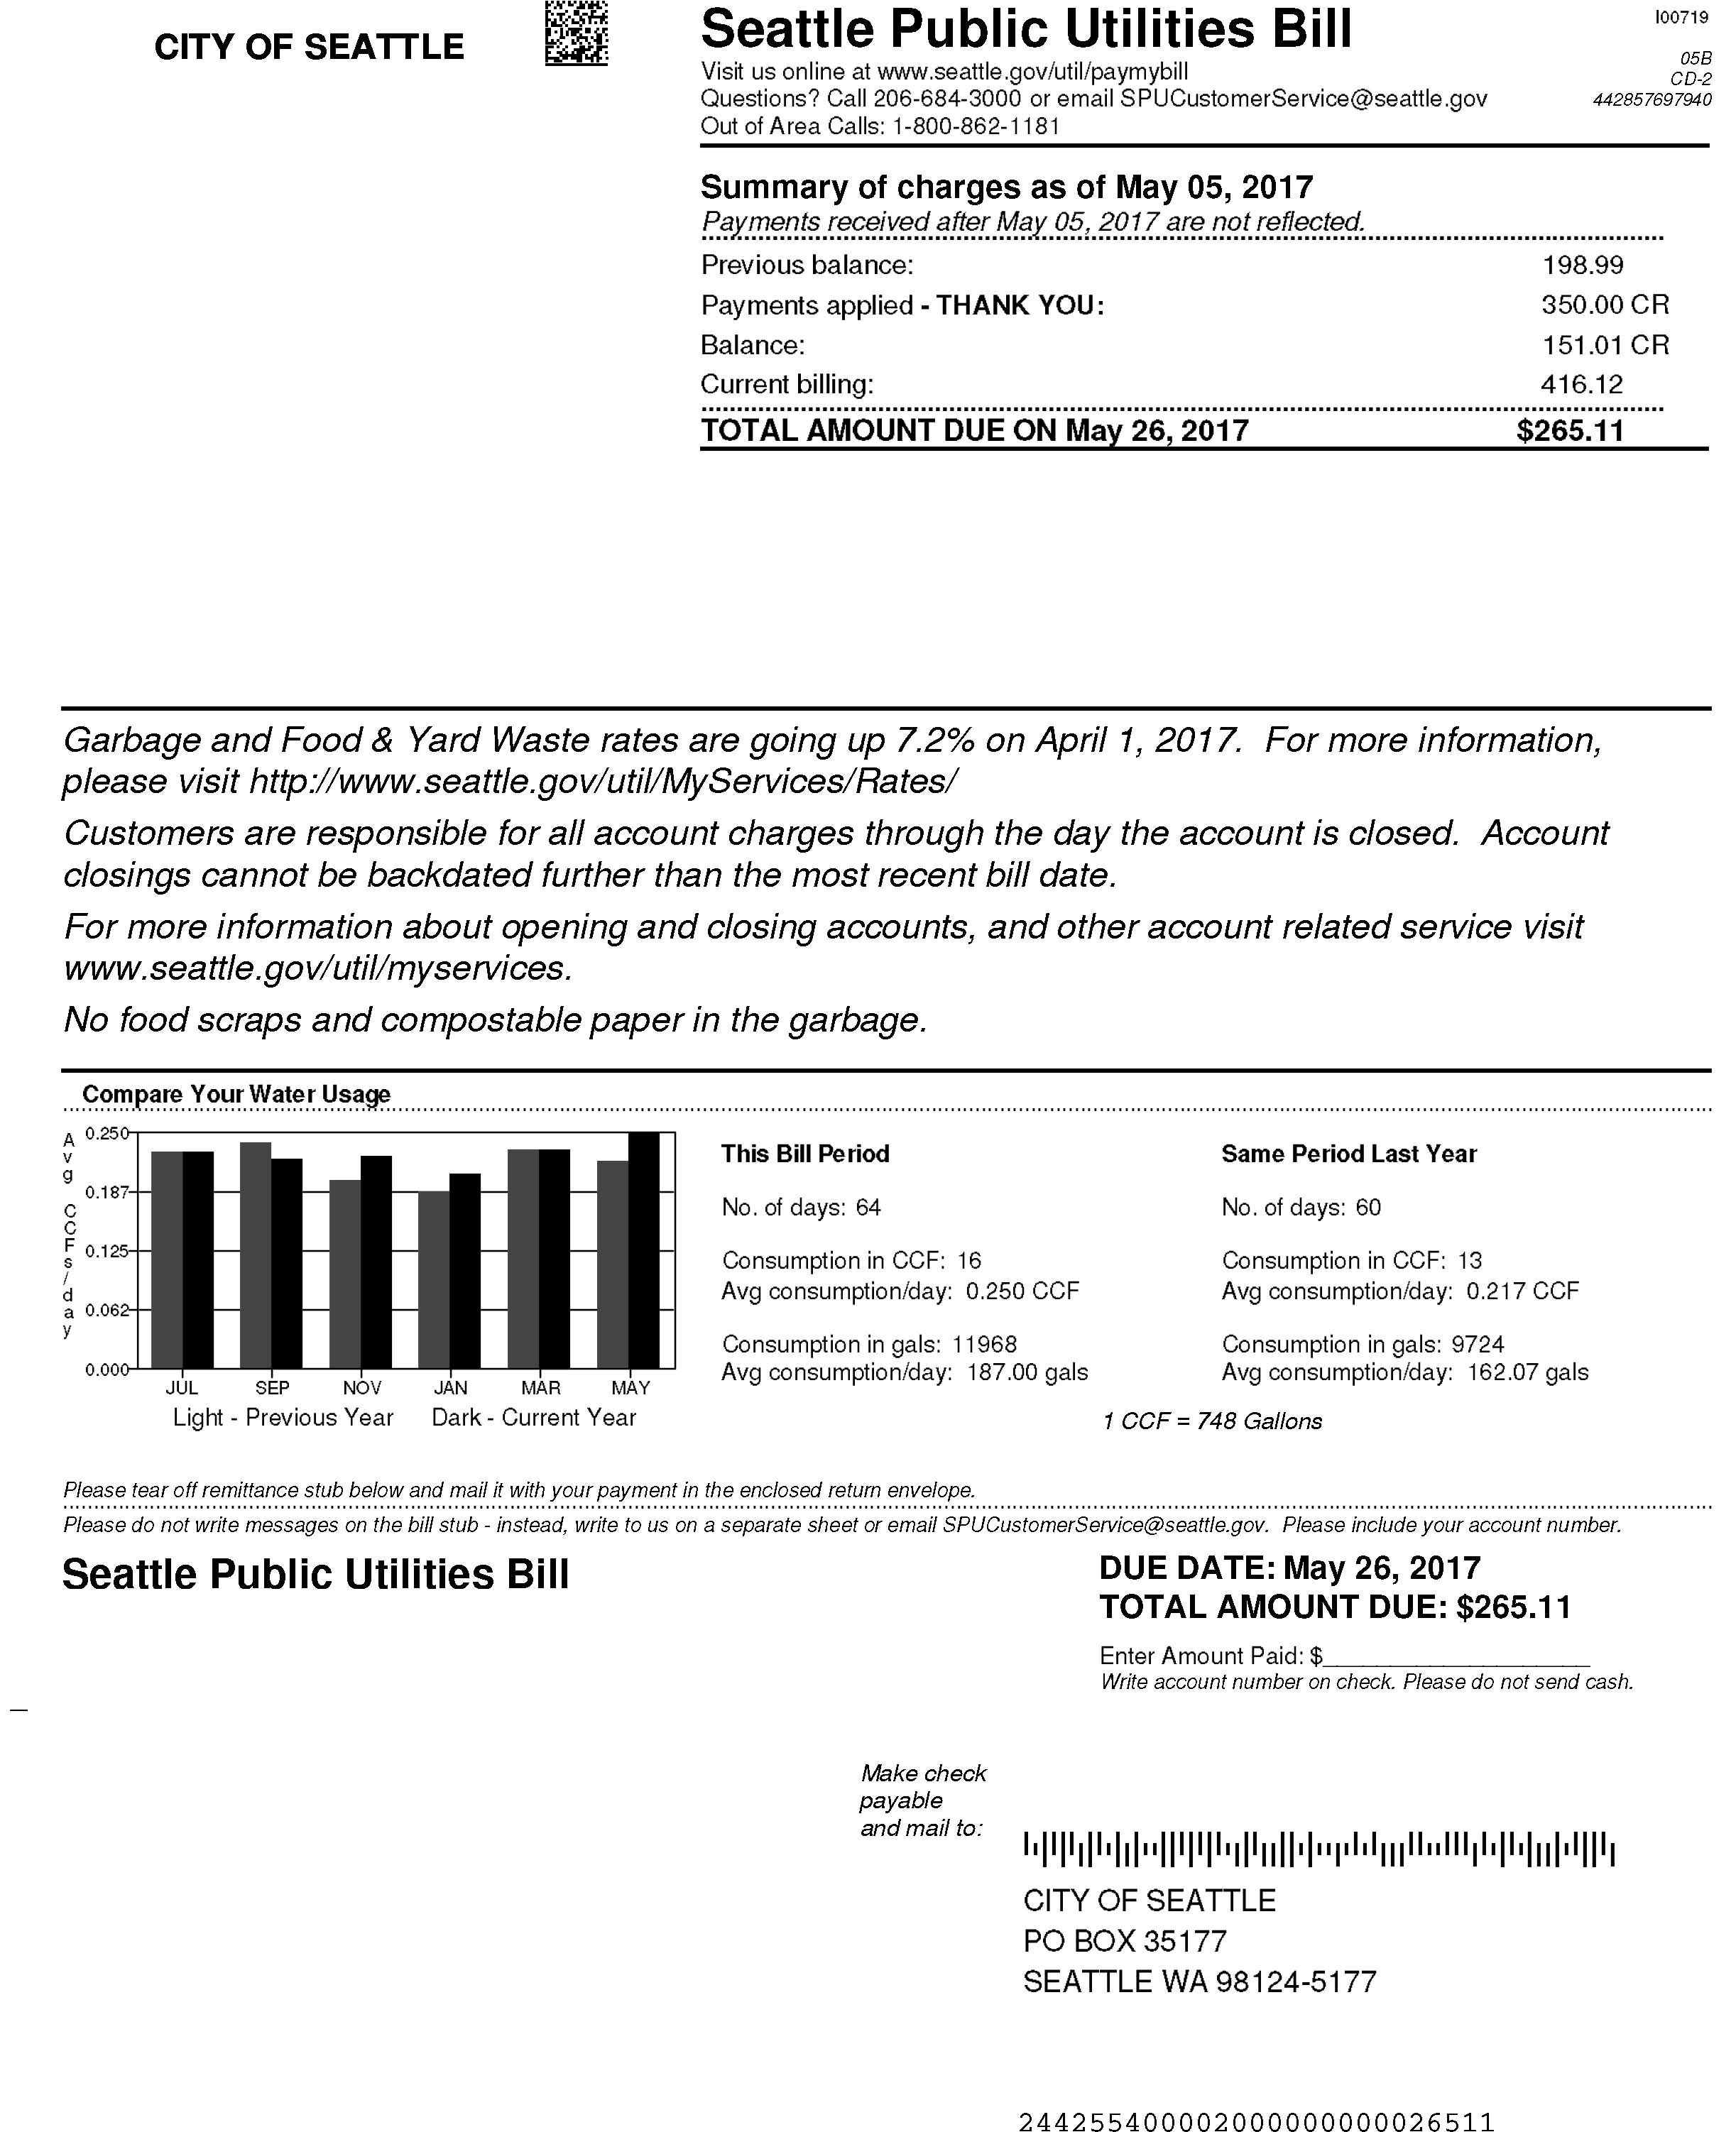 CITY OF SEATTLE
Seattle Public Utilities Bill
Visit us online at www.seattle.gov/util/paymybill
Questions? Call 206-684-3000 or email SPUCustomerService@seattle.gov
Out of Area Calls: 1-800-862-1181
I00719
05B
CD-2
442857697940
Summary of charges as of May 05, 2017
Payments received after May 05, 2017 are not reflected.
Previous balance: 198.99
Payments applied - THANK YOU: 350.00 CR
Balance: 151.01 CR
Current billing: 416.12
TOTAL AMOUNT DUE ON May 26, 2017 $265.11
Garbage and Food & Yard Waste rates are going up 7.2% on April 1, 2017. For more information,
please visit http://www.seattle.gov/util/MyServices/Rates/
Customers are responsible for all account charges through the day the account is closed. Account
closings cannot be backdated further than the most recent bill date.
For more information about opening and closing accounts, and other account related service visit
www.seattle.gov/util/myservices.
No food scraps and compostable paper in the garbage.
Compare Your Water Usage
Avg CCFs/day
0.250
0.187
0.125
0.062
0.000
JUL SEP NOV JAN MAR MAY
Light - Previous Year Dark - Current Year
This Bill Period
No. of days: 64
Consumption in CCF: 16
Avg consumption/day: 0.250 CCF
Consumption in gals: 11968
Avg consumption/day: 187.00 gals
Same Period Last Year
No. of days: 60
Consumption in CCF: 13
Avg consumption/day: 0.217 CCF
Consumption in gals: 9724
Avg consumption/day: 162.07 gals
1 CCF = 748 Gallons
Please tear off remittance stub below and mail it with your payment in the enclosed return envelope.
Please do not write messages on the bill stub - instead, write to us on a separate sheet or email SPUCustomerService@seattle.gov. Please include your account number.
Seattle Public Utilities Bill
DUE DATE: May 26, 2017
TOTAL AMOUNT DUE: $265.11
Enter Amount Paid: $____________________
Write account number on check. Please do not send cash.
Make check
payable
and mail to:
CITY OF SEATTLE
PO BOX 35177
SEATTLE WA 98124-5177
244255400002000000000026511